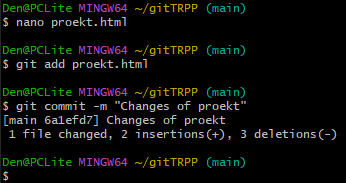 Den@PCLite MINGW64 ~/gitTRPP (main)
$ nano proekt.html
Den@PCLite MINGW64 ~/gitTRPP (main)
$ git add proekt.html
Den@PCLite MINGW64 ~/gitTRPP (main)
$ git commit -m "Changes of proekt"
[main 6a1efd7] Changes of proekt
 1 file changed, 2 insertions(+), 3 deletions(-)
Den@PCLite MINGW64 ~/gitTRPP (main)
$